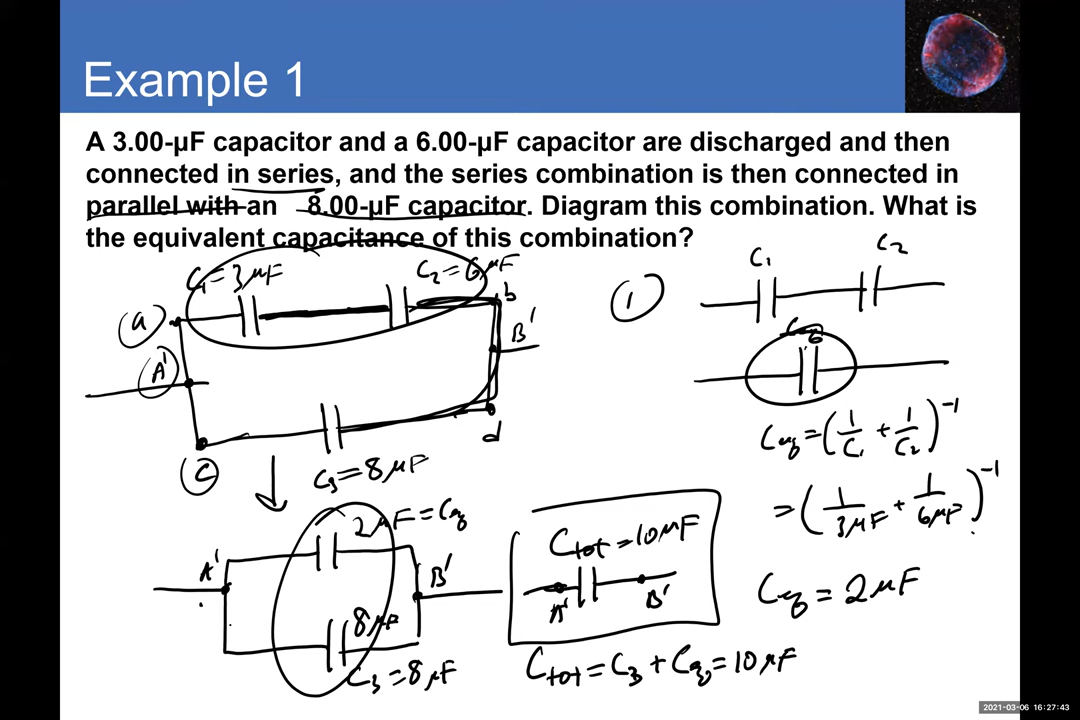 Example 1
A 3.00-μF capacitor and a 6.00-μF capacitor are discharged and then
connected in series, and the series combination is then connected in
parallel with an 8.00-μF capacitor. Diagram this combination. What is
the equivalent capacitance of this combination?
C₁=3μF
C₂=6μF
a
b
A'
B'
c
d
C₃=8μF
①
C₁
C₂
Ceq
Ceq=(1/C₁ + 1/C₂)⁻¹
=(1/3μF + 1/6μF)⁻¹
Ceq = 2μF
2μF=Ceq
A'
B'
8μF
C₃=8μF
Ctot=10μF
A'
B'
Ctot=C₃+Ceq=10μF
2021-03-06 16:27:43